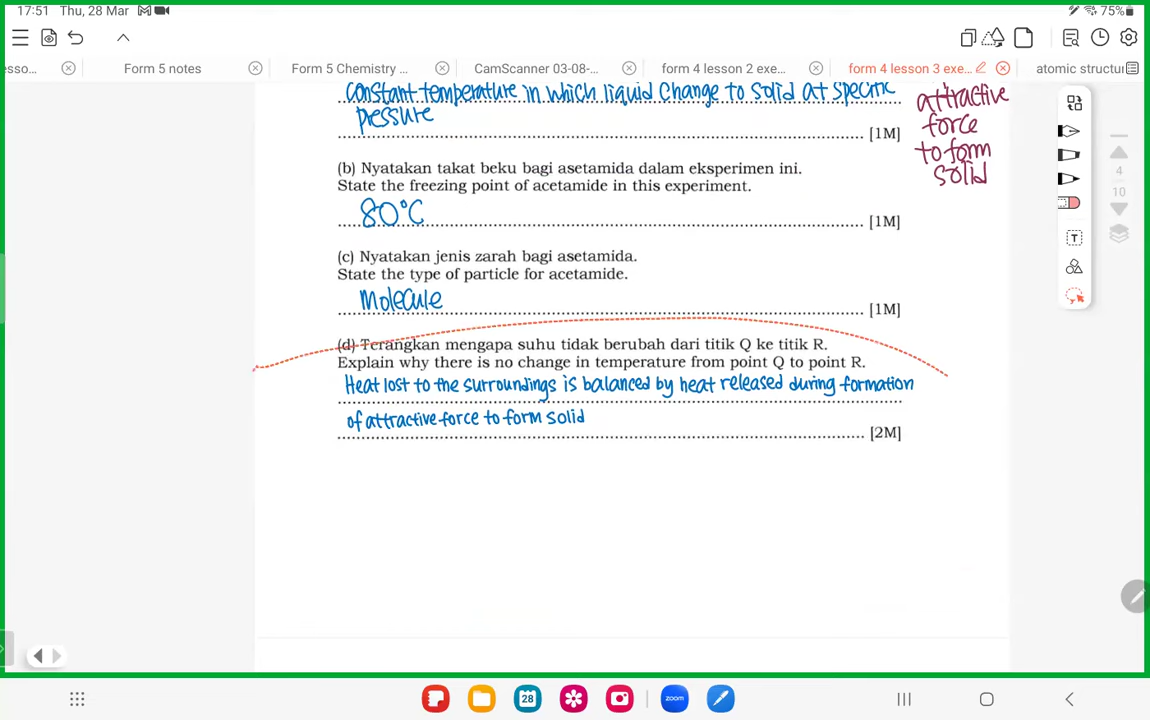 17:51 Thu, 28 Mar
75%
esso...
Form 5 notes
Form 5 Chemistry ...
CamScanner 03-08-...
form 4 lesson 2 exe...
form 4 lesson 3 exe...
atomic structu
constant temperature in which liquid change to solid at specific
pressure
[1M]
attractive
force
to form
solid
(b) Nyatakan takat beku bagi asetamida dalam eksperimen ini.
State the freezing point of acetamide in this experiment.
80°C
[1M]
(c) Nyatakan jenis zarah bagi asetamida.
State the type of particle for acetamide.
Molecule
[1M]
(d) Terangkan mengapa suhu tidak berubah dari titik Q ke titik R.
Explain why there is no change in temperature from point Q to point R.
Heat lost to the surroundings is balanced by heat released during formation
of attractive force to form solid
[2M]
4
10
T
28
zoom